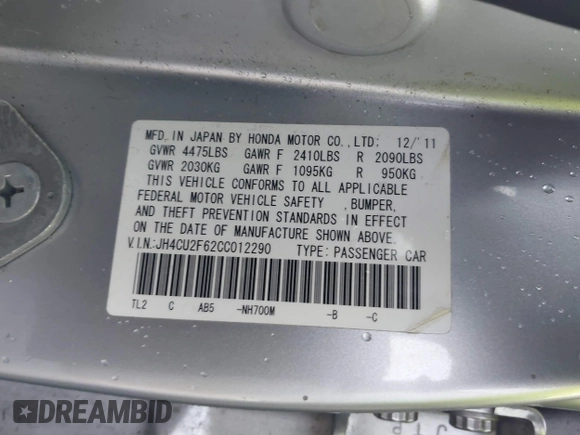 MFD. IN JAPAN BY HONDA MOTOR CO., LTD: 12/'11
GVWR 4475LBS GAWR F 2410LBS R 2090LBS
GVWR 2030KG GAWR F 1095KG R 950KG
THIS VEHICLE CONFORMS TO ALL APPLICABLE
FEDERAL MOTOR VEHICLE SAFETY , BUMPER,
AND THEFT PREVENTION STANDARDS IN EFFECT
ON THE DATE OF MANUFACTURE SHOWN ABOVE.
V.I.N.:JH4CU2F62CC012290 TYPE: PASSENGER CAR
TL2 C AB5 -NH700M -B -C
DREAMBID